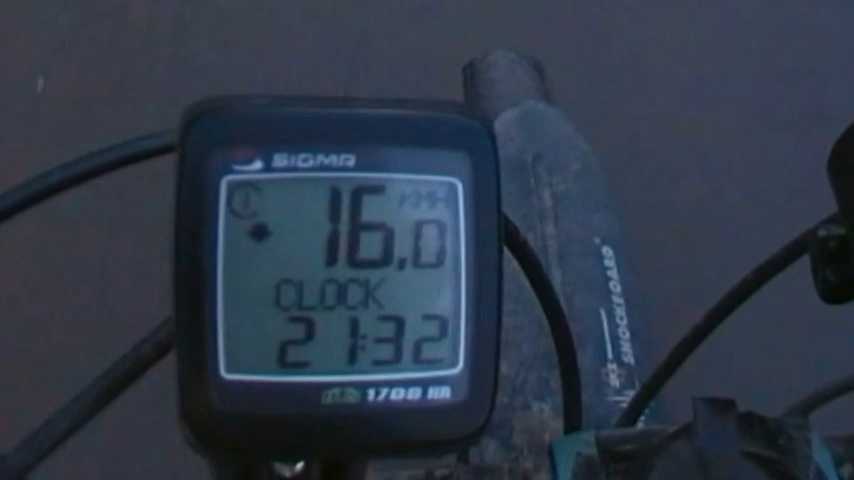 SIGMA
16,0 KMH
CLOCK
21:32
1700 HR
SHOCKBOARD